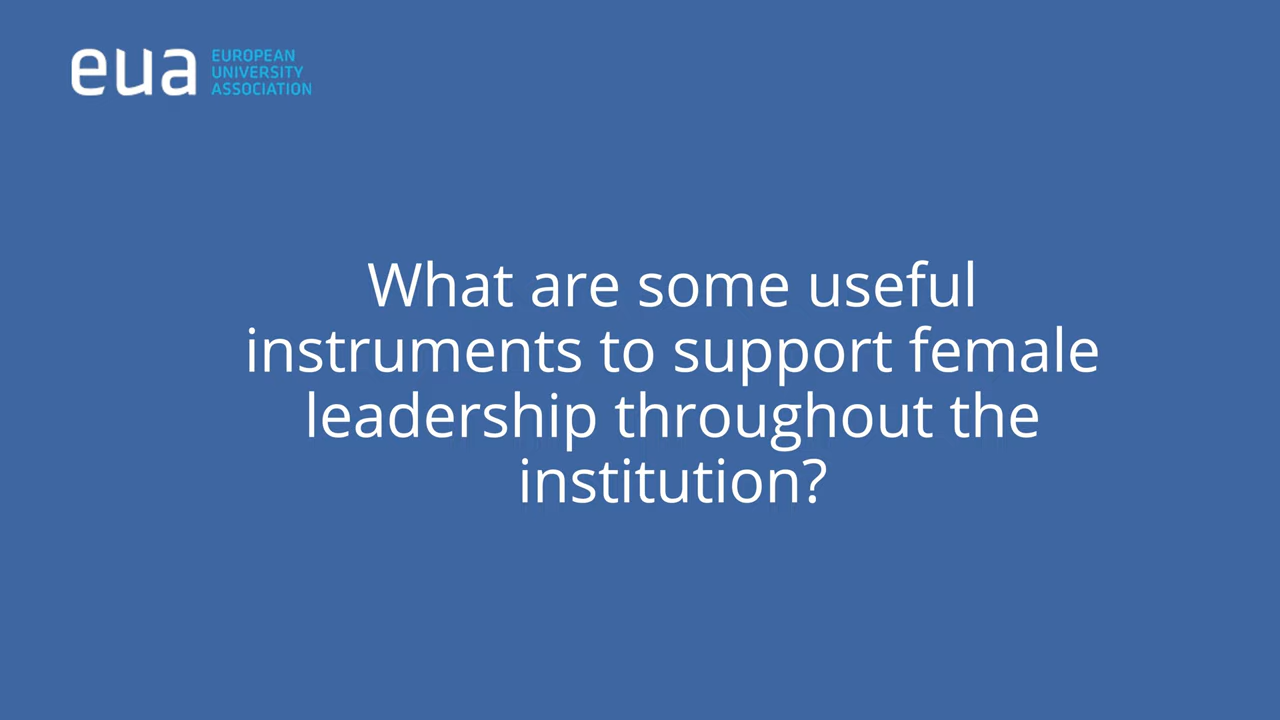 eua
EUROPEAN
UNIVERSITY
ASSOCIATION
What are some useful
instruments to support female
leadership throughout the
institution?